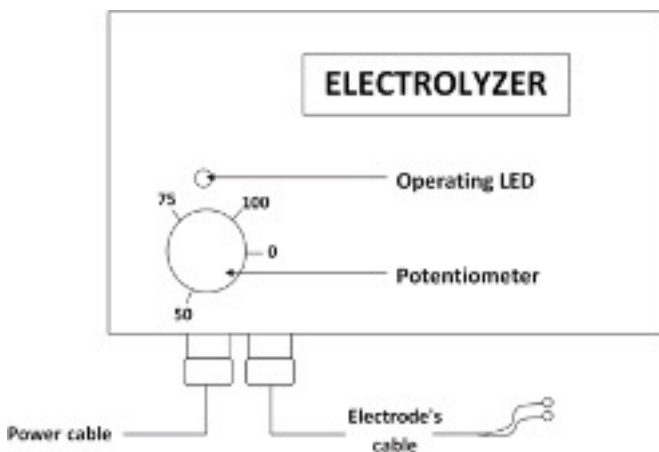 ELECTROLYZER
Operating LED
75
100
0
Potentiometer
50
Power cable
Electrode's
cable